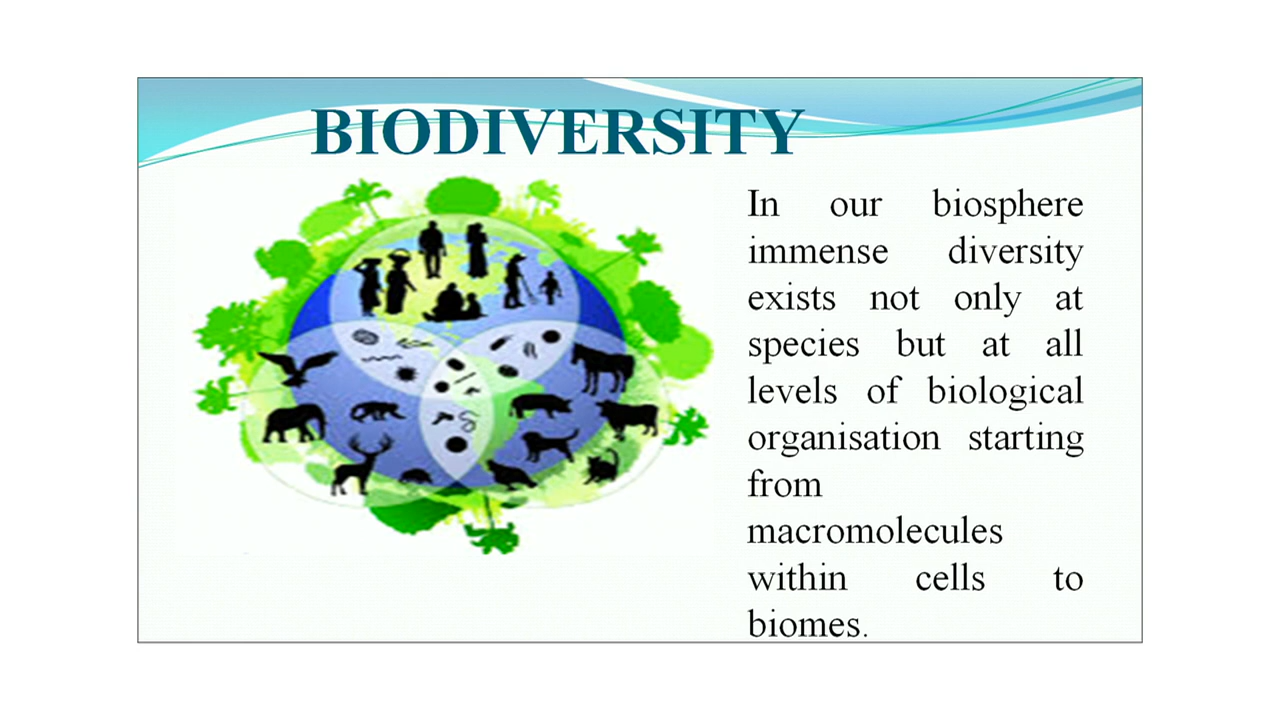 BIODIVERSITY
In our biosphere
immense diversity
exists not only at
species but at all
levels of biological
organisation starting
from
macromolecules
within cells to
biomes.